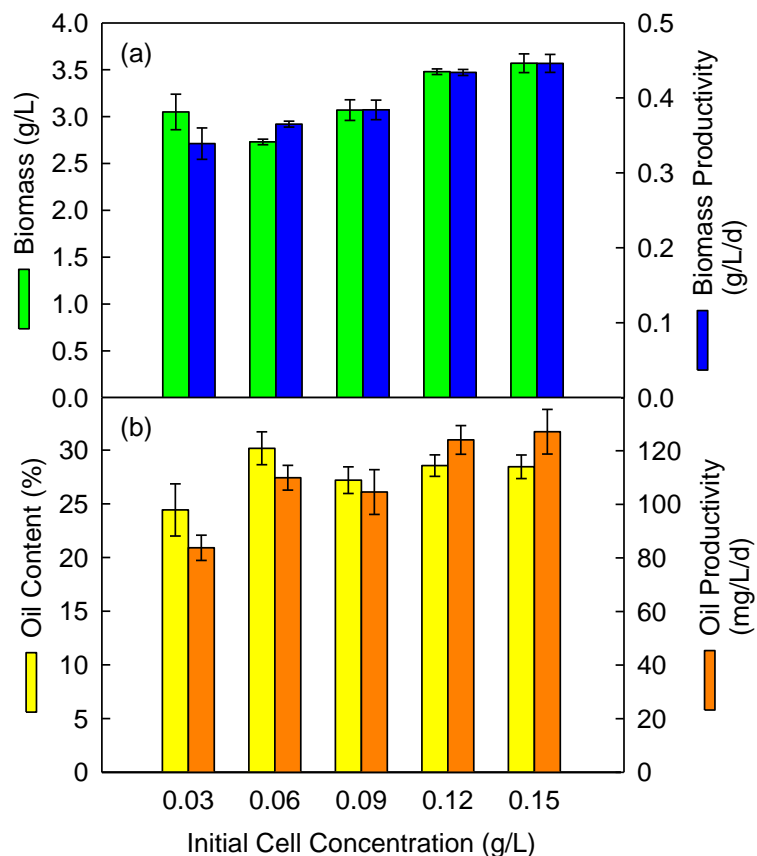 (a)
4.0
3.5
3.0
2.5
2.0
1.5
1.0
0.5
0.0
Biomass (g/L)
0.5
0.4
0.3
0.2
0.1
0.0
Biomass Productivity
(g/L/d)
(b)
30
25
20
15
10
5
0
Oil Content (%)
120
100
80
60
40
20
0
Oil Productivity
(mg/L/d)
0.03 0.06 0.09 0.12 0.15
Initial Cell Concentration (g/L)